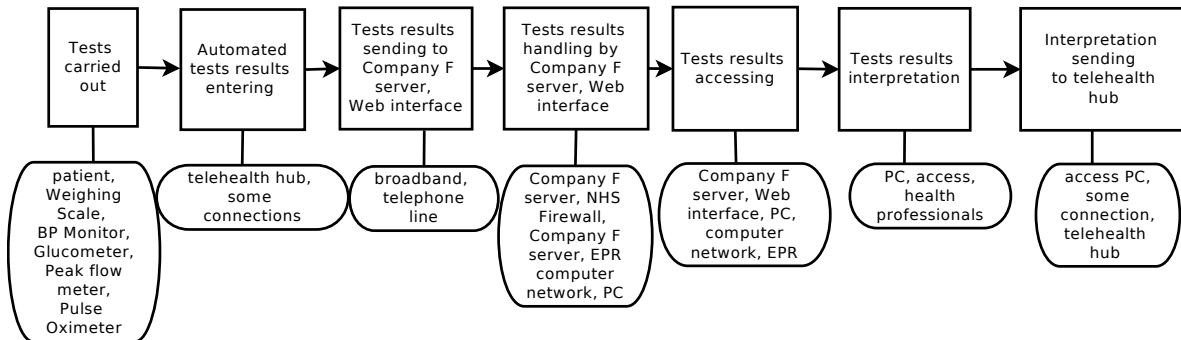 Tests
carried
out
Automated
tests results
entering
Tests results
sending to
Company F
server,
Web interface
Tests results
handling by
Company F
server, Web
interface
Tests results
accessing
Tests results
interpretation
Interpretation
sending
to telehealth
hub
patient,
Weighing
Scale,
BP Monitor,
Glucometer,
Peak flow
meter,
Pulse
Oximeter
telehealth hub,
some
connections
broadband,
telephone
line
Company F
server, NHS
Firewall,
Company F
server, EPR
computer
network, PC
Company F
server, Web
interface, PC,
computer
network, EPR
PC, access,
health
professionals
access PC,
some
connection,
telehealth
hub